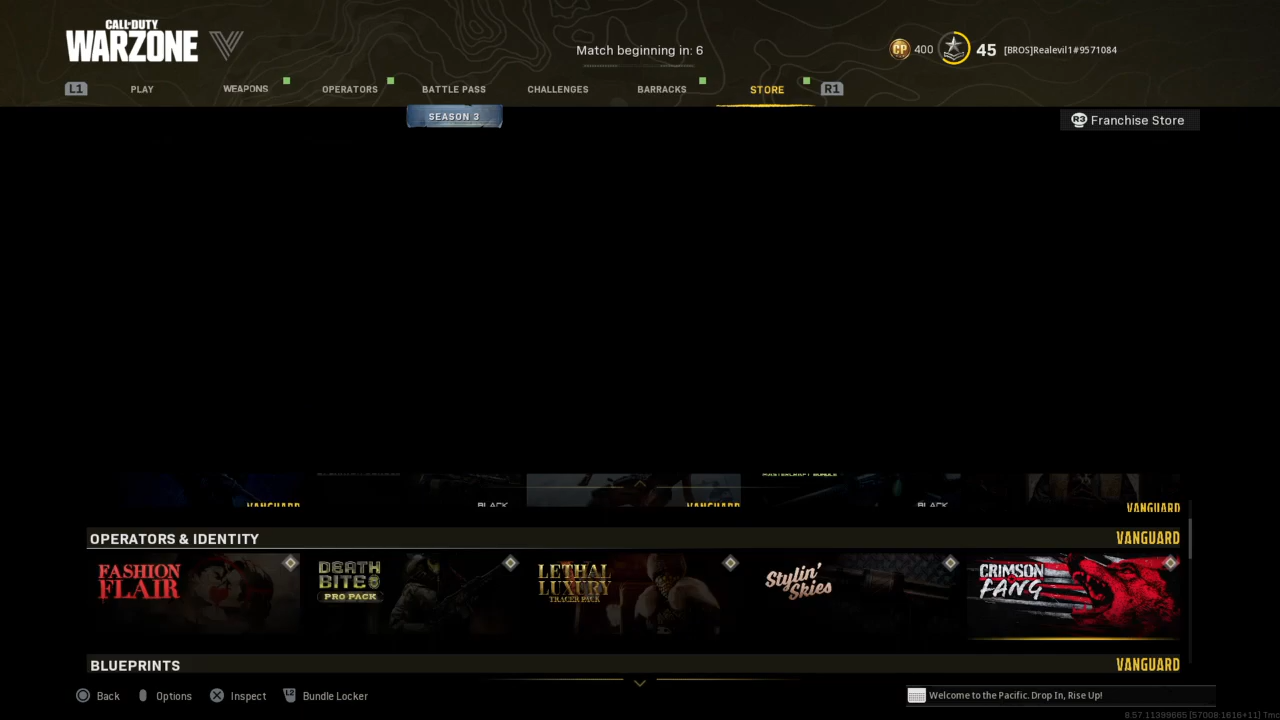 CALL OF DUTY
WARZONE
Match beginning in: 6
CP 400
45
[BROS]Realevil1#9571084
L1
PLAY
WEAPONS
OPERATORS
BATTLE PASS
CHALLENGES
BARRACKS
STORE
R1
SEASON 3
R3 Franchise Store
VANGUARD
BLACK
VANGUARD
BLACK
VANGUARD
OPERATORS & IDENTITY
VANGUARD
FASHION
FLAIR
DEATH
BITE
PRO PACK
LETHAL
LUXURY
TRACER PACK
Stylin'
Skies
CRIMSON
FANG
BLUEPRINTS
VANGUARD
Back
Options
Inspect
L2 Bundle Locker
Welcome to the Pacific. Drop In, Rise Up!